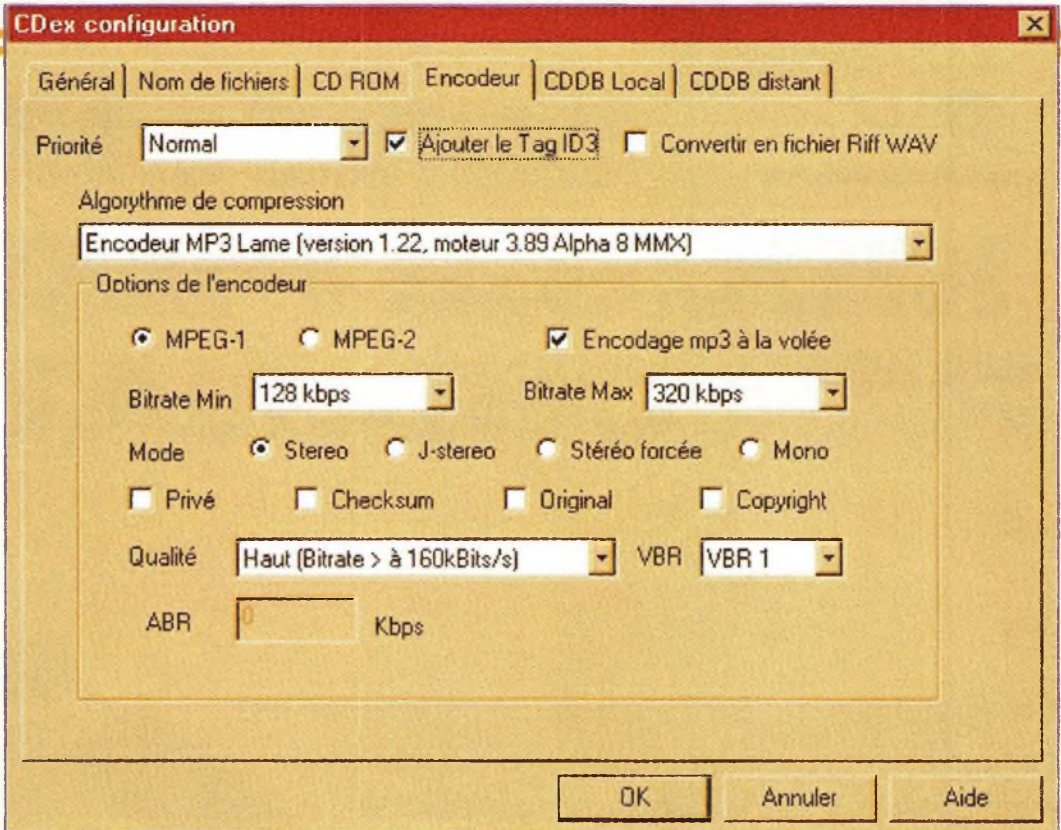 CDex configuration
Général Nom de fichiers CD ROM Encodeur CDDB Local CDDB distant
Priorité Normal Ajouter le Tag ID3 Convertir en fichier Riff WAV
Algorythme de compression
Encodeur MP3 Lame (version 1.22, moteur 3.89 Alpha 8 MMX)
Options de l'encodeur
MPEG-1 MPEG-2 Encodage mp3 à la volée
Bitrate Min 128 kbps Bitrate Max 320 kbps
Mode Stereo J-stereo Stéréo forcée Mono
Privé Checksum Original Copyright
Qualité Haut (Bitrate > à 160kBits/s) VBR VBR 1
ABR 0 Kbps
OK Annuler Aide